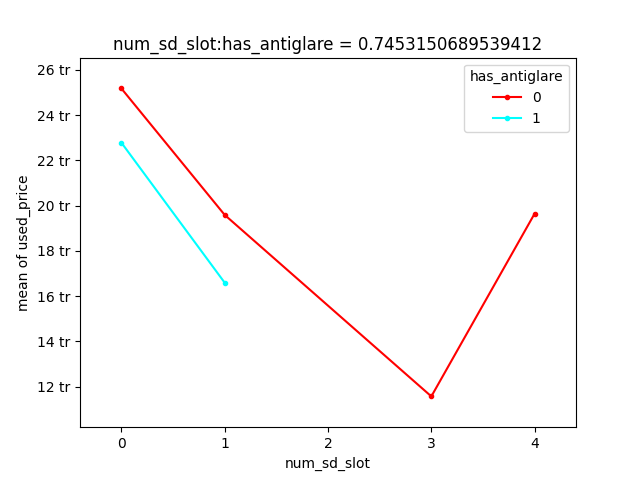 num_sd_slot:has_antiglare = 0.7453150689539412
has_antiglare
0
1
26 tr
24 tr
22 tr
20 tr
18 tr
16 tr
14 tr
12 tr
mean of used_price
0 1 2 3 4
num_sd_slot